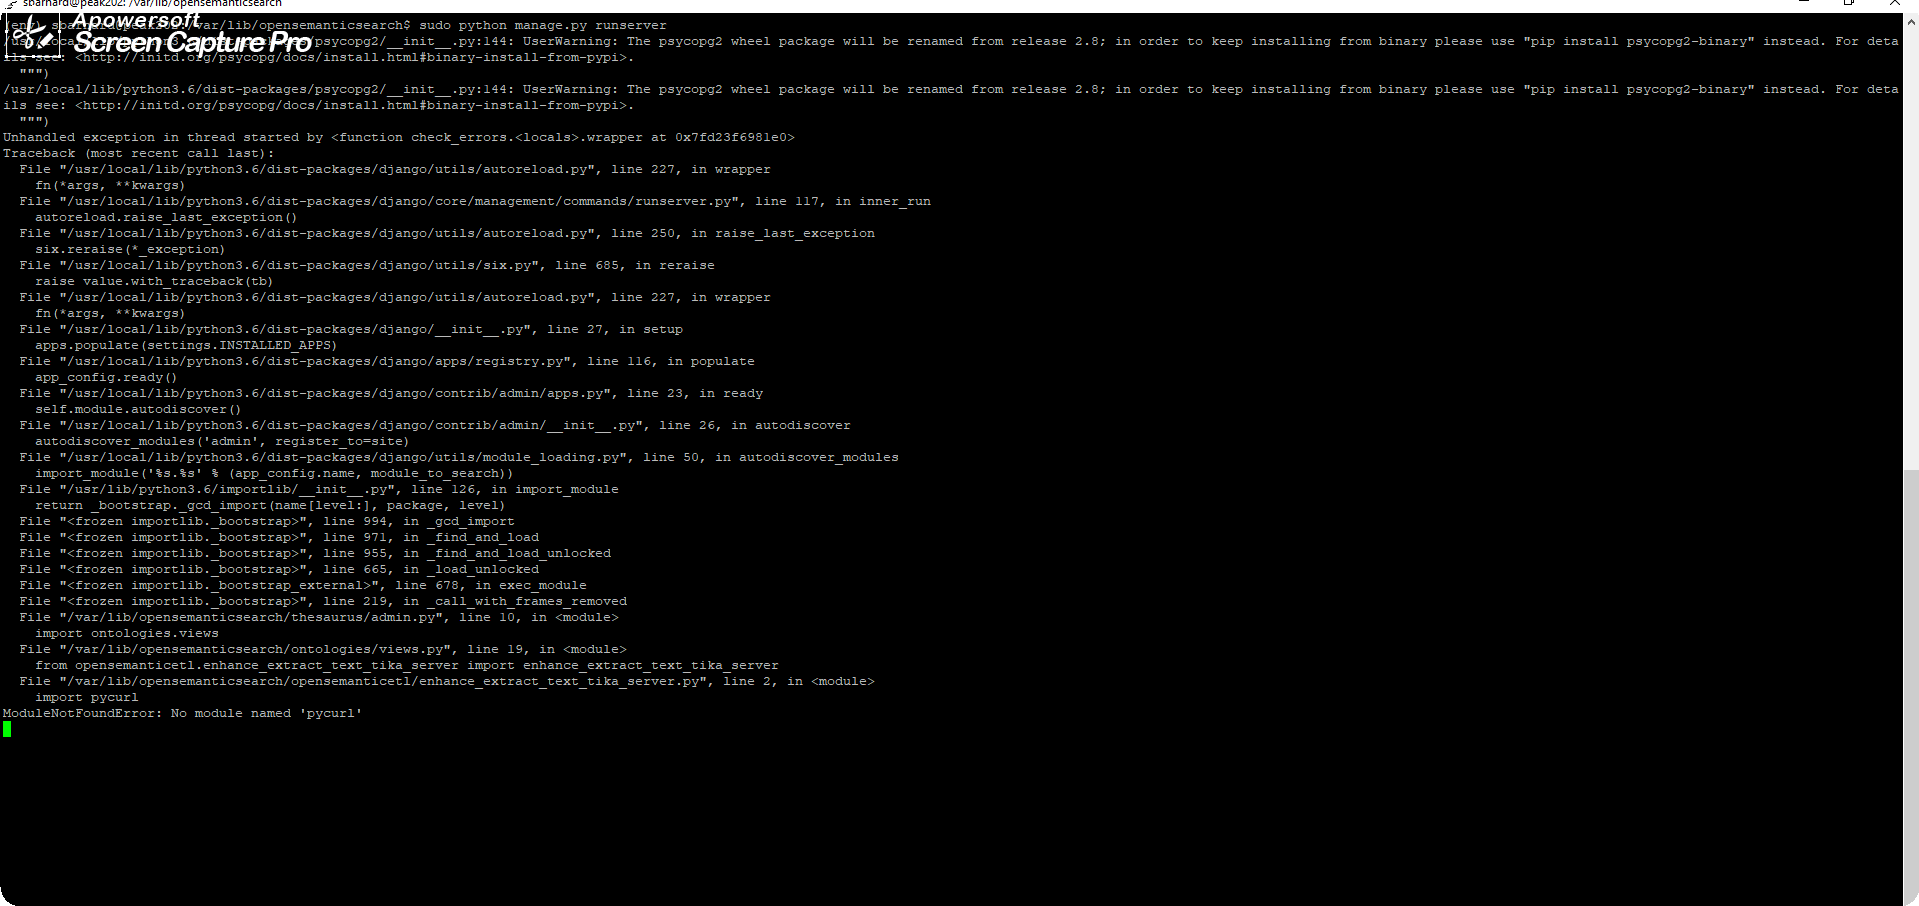 sbarnard@peak202: /var/lib/opensemanticsearch
Apowersoft
Screen Capture Pro
(env) sbarnard@peak202:/var/lib/opensemanticsearch$ sudo python manage.py runserver
/usr/local/lib/python3.6/dist-packages/psycopg2/__init__.py:144: UserWarning: The psycopg2 wheel package will be renamed from release 2.8; in order to keep installing from binary please use "pip install psycopg2-binary" instead. For deta
ils see: <http://initd.org/psycopg/docs/install.html#binary-install-from-pypi>.
  """)
/usr/local/lib/python3.6/dist-packages/psycopg2/__init__.py:144: UserWarning: The psycopg2 wheel package will be renamed from release 2.8; in order to keep installing from binary please use "pip install psycopg2-binary" instead. For deta
ils see: <http://initd.org/psycopg/docs/install.html#binary-install-from-pypi>.
  """)
Unhandled exception in thread started by <function check_errors.<locals>.wrapper at 0x7fd23f6981e0>
Traceback (most recent call last):
  File "/usr/local/lib/python3.6/dist-packages/django/utils/autoreload.py", line 227, in wrapper
    fn(*args, **kwargs)
  File "/usr/local/lib/python3.6/dist-packages/django/core/management/commands/runserver.py", line 117, in inner_run
    autoreload.raise_last_exception()
  File "/usr/local/lib/python3.6/dist-packages/django/utils/autoreload.py", line 250, in raise_last_exception
    six.reraise(*_exception)
  File "/usr/local/lib/python3.6/dist-packages/django/utils/six.py", line 685, in reraise
    raise value.with_traceback(tb)
  File "/usr/local/lib/python3.6/dist-packages/django/utils/autoreload.py", line 227, in wrapper
    fn(*args, **kwargs)
  File "/usr/local/lib/python3.6/dist-packages/django/__init__.py", line 27, in setup
    apps.populate(settings.INSTALLED_APPS)
  File "/usr/local/lib/python3.6/dist-packages/django/apps/registry.py", line 116, in populate
    app_config.ready()
  File "/usr/local/lib/python3.6/dist-packages/django/contrib/admin/apps.py", line 23, in ready
    self.module.autodiscover()
  File "/usr/local/lib/python3.6/dist-packages/django/contrib/admin/__init__.py", line 26, in autodiscover
    autodiscover_modules('admin', register_to=site)
  File "/usr/local/lib/python3.6/dist-packages/django/utils/module_loading.py", line 50, in autodiscover_modules
    import_module('%s.%s' % (app_config.name, module_to_search))
  File "/usr/lib/python3.6/importlib/__init__.py", line 126, in import_module
    return _bootstrap._gcd_import(name[level:], package, level)
  File "<frozen importlib._bootstrap>", line 994, in _gcd_import
  File "<frozen importlib._bootstrap>", line 971, in _find_and_load
  File "<frozen importlib._bootstrap>", line 955, in _find_and_load_unlocked
  File "<frozen importlib._bootstrap>", line 665, in _load_unlocked
  File "<frozen importlib._bootstrap_external>", line 678, in exec_module
  File "<frozen importlib._bootstrap>", line 219, in _call_with_frames_removed
  File "/var/lib/opensemanticsearch/thesaurus/admin.py", line 10, in <module>
    import ontologies.views
  File "/var/lib/opensemanticsearch/ontologies/views.py", line 19, in <module>
    from opensemanticetl.enhance_extract_text_tika_server import enhance_extract_text_tika_server
  File "/var/lib/opensemanticsearch/opensemanticetl/enhance_extract_text_tika_server.py", line 2, in <module>
    import pycurl
ModuleNotFoundError: No module named 'pycurl'